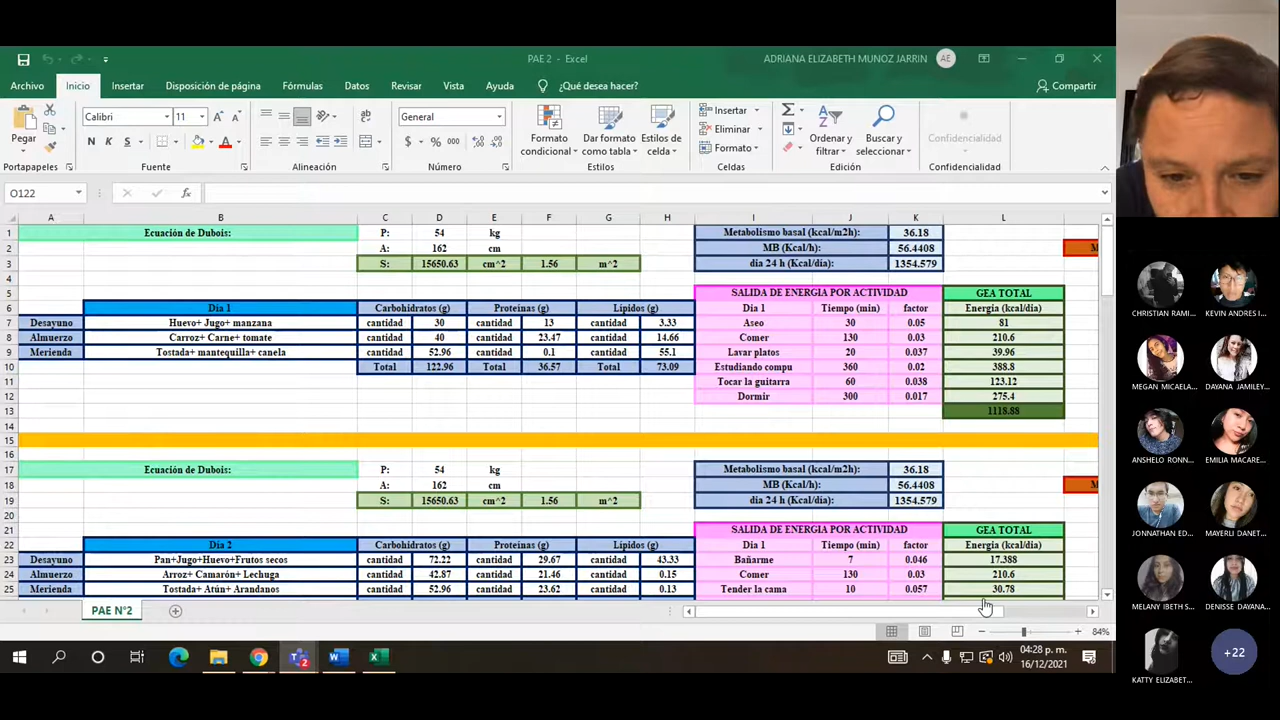 PAE 2 - Excel
ADRIANA ELIZABETH MUNOZ JARRIN AE
Archivo Inicio Insertar Disposición de página Fórmulas Datos Revisar Vista Ayuda ¿Qué desea hacer? Compartir
Pegar
Calibri 11
N K S
General
$ % 000
Formato condicional
Dar formato como tabla
Estilos de celda
Insertar
Eliminar
Formato
Ordenar y filtrar
Buscar y seleccionar
Confidencialidad
Portapapeles Fuente Alineación Número Estilos Celdas Edición Confidencialidad
O122 fx
A B C D E F G H I J K L
1 Ecuación de Dubois: P: 54 kg Metabolismo basal (kcal/m2h): 36.18
2 A: 162 cm MB (Kcal/h): 56.4408 M
3 S: 15650.63 cm^2 1.56 m^2 dia 24 h (Kcal/dia): 1354.579
4
5 SALIDA DE ENERGIA POR ACTIVIDAD GEA TOTAL
6 Dia 1 Carbohidratos (g) Proteínas (g) Lípidos (g) Dia 1 Tiempo (min) factor Energia (kcal/dia)
7 Desayuno Huevo+ Jugo+ manzana cantidad 30 cantidad 13 cantidad 3.33 Aseo 30 0.05 81
8 Almuerzo Carroz+ Carne+ tomate cantidad 40 cantidad 23.47 cantidad 14.66 Comer 130 0.03 210.6
9 Merienda Tostada+ mantequilla+ canela cantidad 52.96 cantidad 0.1 cantidad 55.1 Lavar platos 20 0.037 39.96
10 Total 122.96 Total 36.57 Total 73.09 Estudiando compu 360 0.02 388.8
11 Tocar la guitarra 60 0.038 123.12
12 Dormir 300 0.017 275.4
13 1118.88
14
15
16
17 Ecuación de Dubois: P: 54 kg Metabolismo basal (kcal/m2h): 36.18
18 A: 162 cm MB (Kcal/h): 56.4408 M
19 S: 15650.63 cm^2 1.56 m^2 dia 24 h (Kcal/dia): 1354.579
20
21 SALIDA DE ENERGIA POR ACTIVIDAD GEA TOTAL
22 Dia 2 Carbohidratos (g) Proteínas (g) Lípidos (g) Dia 1 Tiempo (min) factor Energia (kcal/dia)
23 Desayuno Pan+Jugo+Huevo+Frutos secos cantidad 72.22 cantidad 29.67 cantidad 43.33 Bañarme 7 0.046 17.388
24 Almuerzo Arroz+ Camarón+ Lechuga cantidad 42.87 cantidad 21.46 cantidad 0.15 Comer 130 0.03 210.6
25 Merienda Tostada+ Atún+ Arandanos cantidad 52.96 cantidad 23.62 cantidad 0.13 Tender la cama 10 0.057 30.78
PAE N°2
84%
2
04:28 p. m.
16/12/2021
CHRISTIAN RAMI...
KEVIN ANDRES I...
MEGAN MICAELA...
DAYANA JAMILEY...
ANSHELO RONN...
EMILIA MACARE...
JONNATHAN ED...
MAYERLI DANET...
MELANY IBETH S...
DENISSE DAYANA...
KATTY ELIZABET...
+22